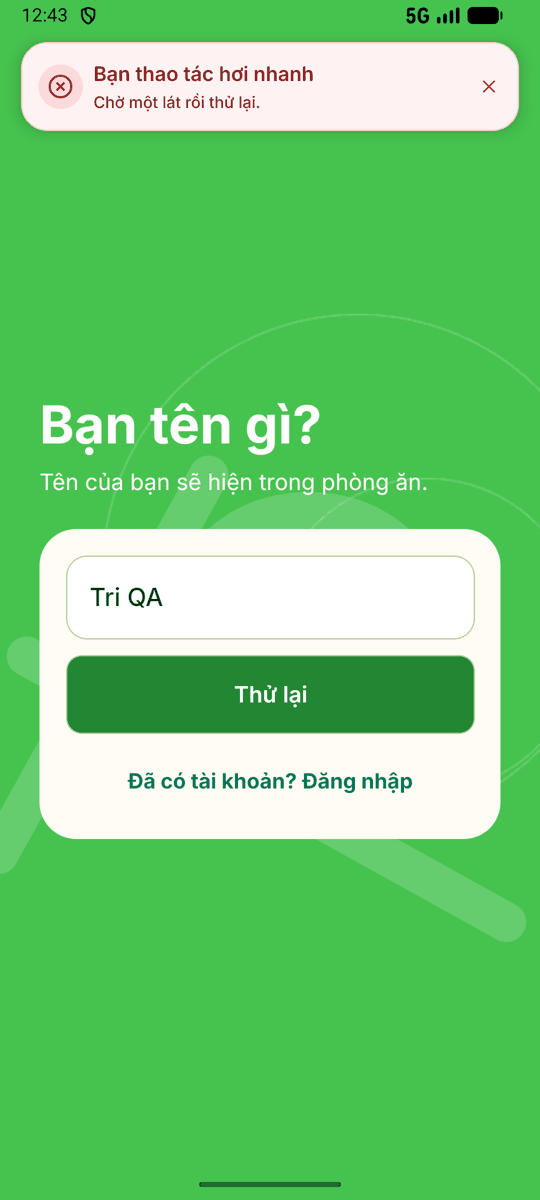 12:43
5G
Bạn thao tác hơi nhanh
Chờ một lát rồi thử lại.
Bạn tên gì?
Tên của bạn sẽ hiện trong phòng ăn.
Tri QA
Thử lại
Đã có tài khoản? Đăng nhập